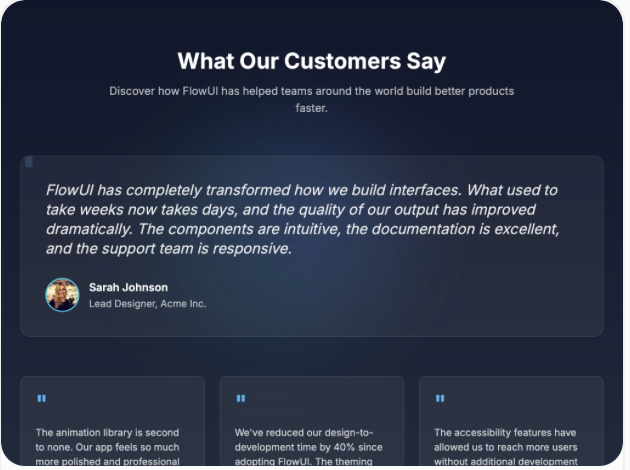 What Our Customers Say
Discover how FlowUI has helped teams around the world build better products
faster.
FlowUI has completely transformed how we build interfaces. What used to
take weeks now takes days, and the quality of our output has improved
dramatically. The components are intuitive, the documentation is excellent,
and the support team is responsive.
Sarah Johnson
Lead Designer, Acme Inc.
"
The animation library is second
to none. Our app feels so much
more polished and professional
"
We've reduced our design-to-
development time by 40% since
adopting FlowUI. The theming
"
The accessibility features have
allowed us to reach more users
without additional development